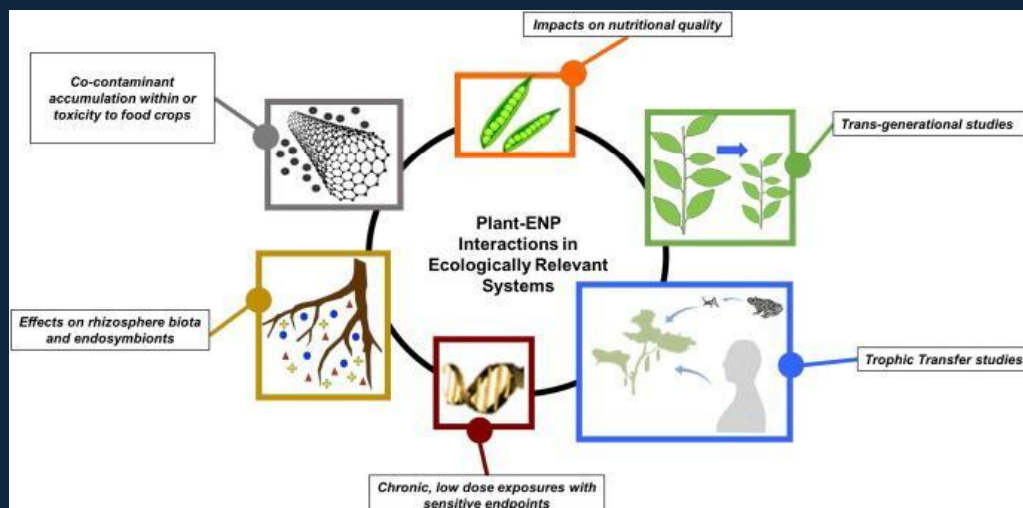 Impacts on nutritional quality
Co-contaminant
accumulation within or
toxicity to food crops
Trans-generational studies
Plant-ENP
Interactions in
Ecologically Relevant
Systems
Effects on rhizosphere biota
and endosymbionts
Trophic Transfer studies
Chronic, low dose exposures with
sensitive endpoints